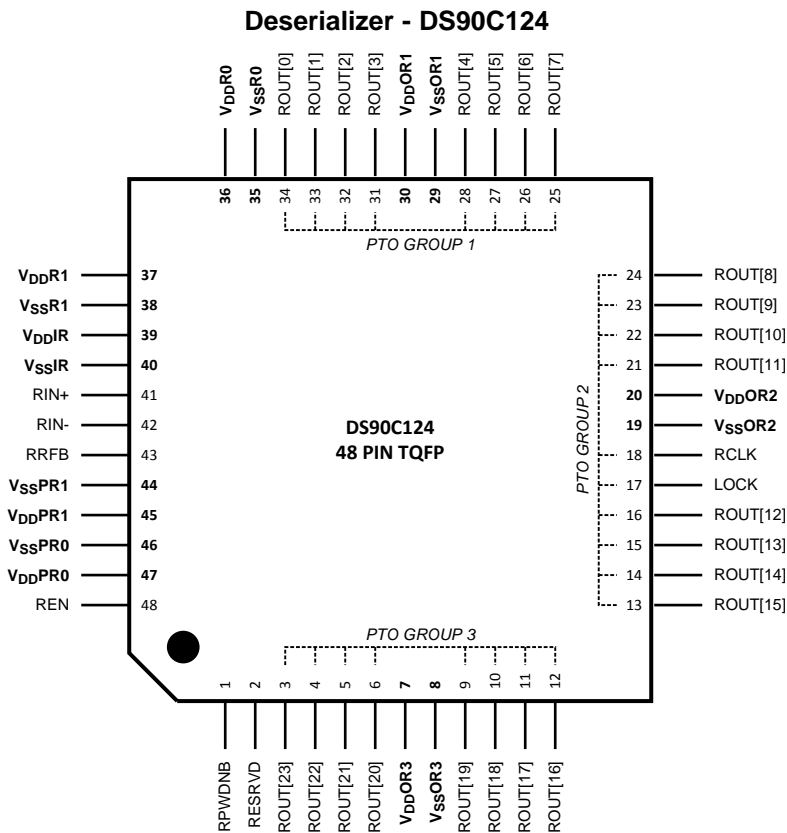 Deserializer - DS90C124
VDDR0
VSSR0
ROUT[0]
ROUT[1]
ROUT[2]
ROUT[3]
VDDOR1
VSSOR1
ROUT[4]
ROUT[5]
ROUT[6]
ROUT[7]
36 35 34 33 32 31 30 29 28 27 26 25
PTO GROUP 1
VDDR1 37
VSSR1 38
VDDIR 39
VSSIR 40
RIN+ 41
RIN- 42
RRFB 43
VSSPR1 44
VDDPR1 45
VSSPR0 46
VDDPR0 47
REN 48
DS90C124
48 PIN TQFP
PTO GROUP 2
24 ROUT[8]
23 ROUT[9]
22 ROUT[10]
21 ROUT[11]
20 VDDOR2
19 VSSOR2
18 RCLK
17 LOCK
16 ROUT[12]
15 ROUT[13]
14 ROUT[14]
13 ROUT[15]
PTO GROUP 3
1 2 3 4 5 6 7 8 9 10 11 12
RPWDNB
RESRVD
ROUT[23]
ROUT[22]
ROUT[21]
ROUT[20]
VDDOR3
VSSOR3
ROUT[19]
ROUT[18]
ROUT[17]
ROUT[16]